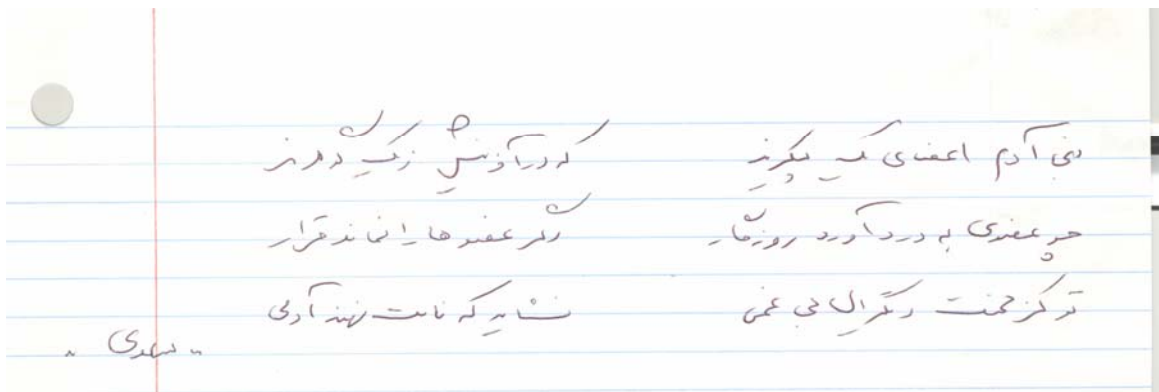 بنی آدم اعضای یک پیکرند که در آفرینش ز یک گوهرند
چو عضوی به درد آورد روزگار دگر عضوها را نماند قرار
تو کز محنت دیگران بی غمی نشاید که نامت نهند آدمی
"سعدی"